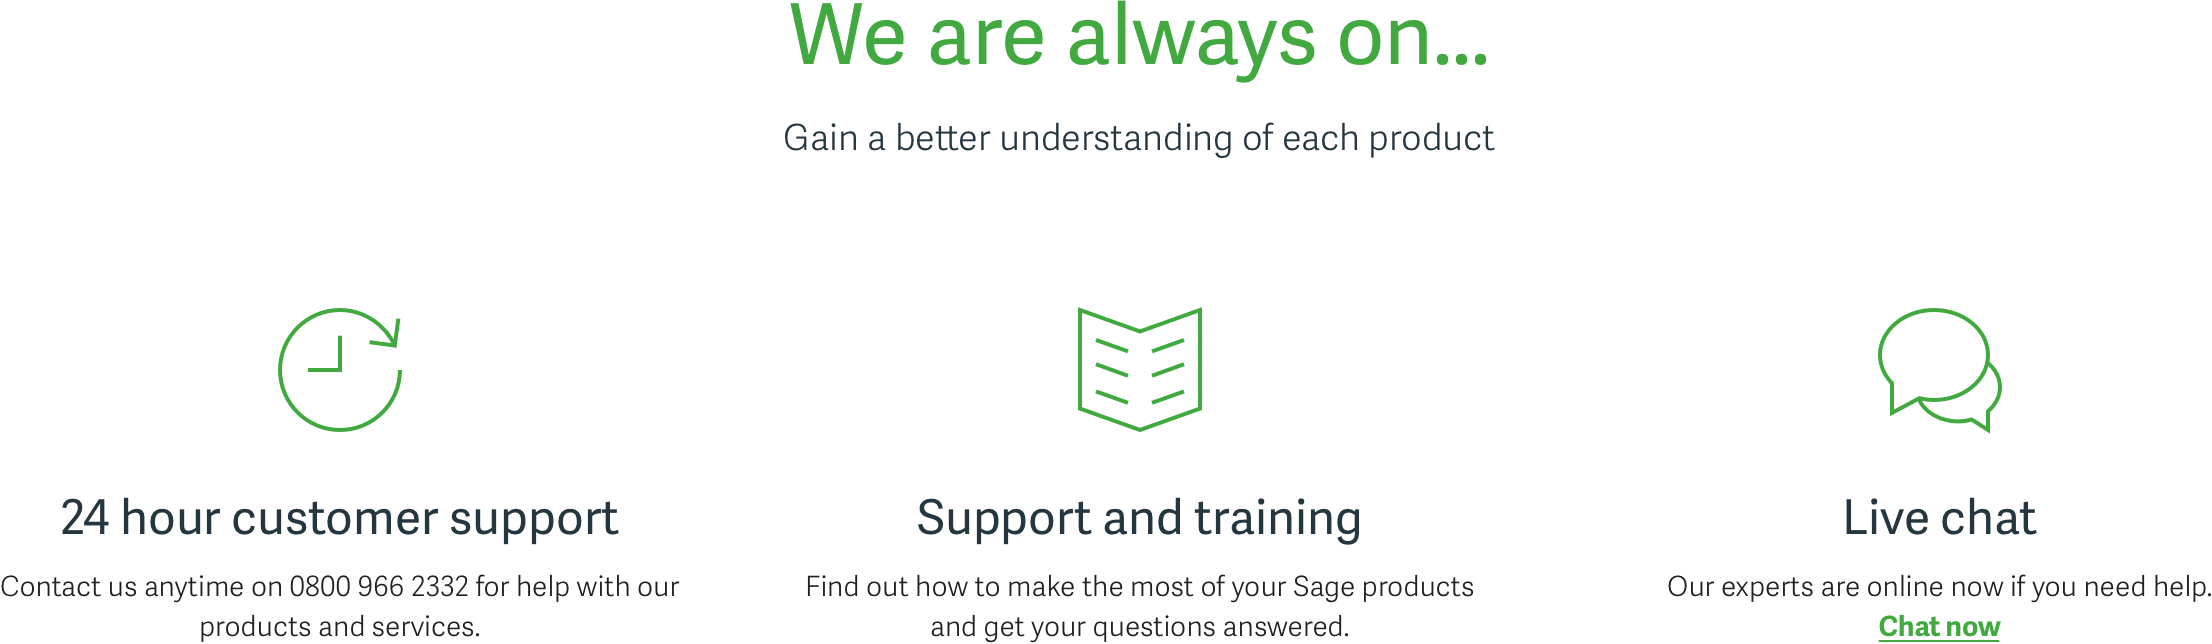 We are always on...
Gain a better understanding of each product
24 hour customer support
Contact us anytime on 0800 966 2332 for help with our
products and services.
Support and training
Find out how to make the most of your Sage products
and get your questions answered.
Live chat
Our experts are online now if you need help.
Chat now